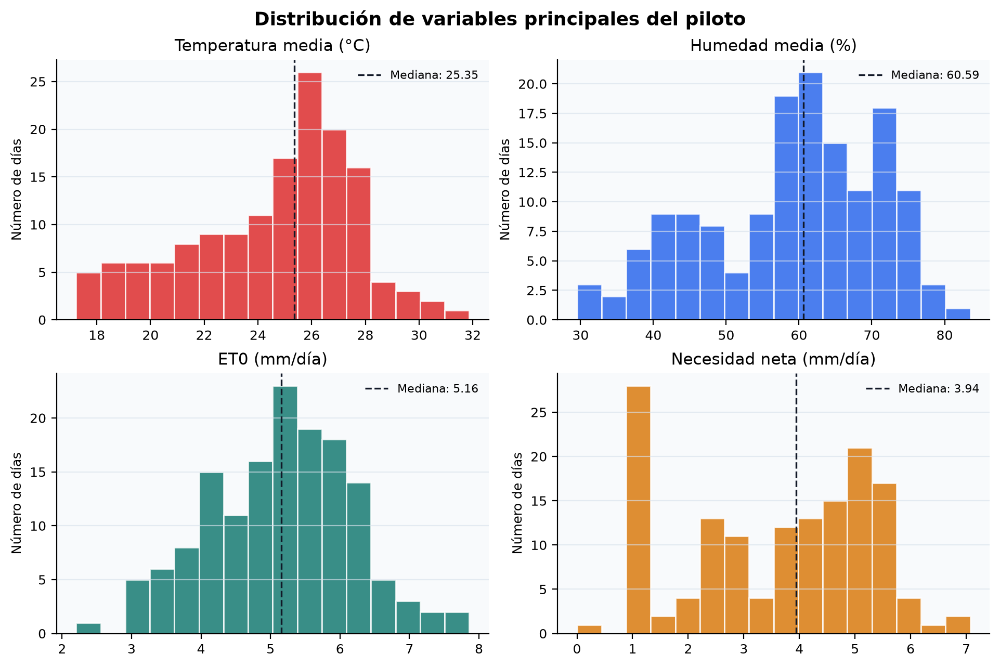 Distribución de variables principales del piloto
Temperatura media (°C)
Número de días
25
20
15
10
5
0
Mediana: 25.35
18 20 22 24 26 28 30 32
Humedad media (%)
Número de días
20.0
17.5
15.0
12.5
10.0
7.5
5.0
2.5
0.0
Mediana: 60.59
30 40 50 60 70 80
ET0 (mm/día)
Número de días
20
15
10
5
0
Mediana: 5.16
2 3 4 5 6 7 8
Necesidad neta (mm/día)
Número de días
25
20
15
10
5
0
Mediana: 3.94
0 1 2 3 4 5 6 7